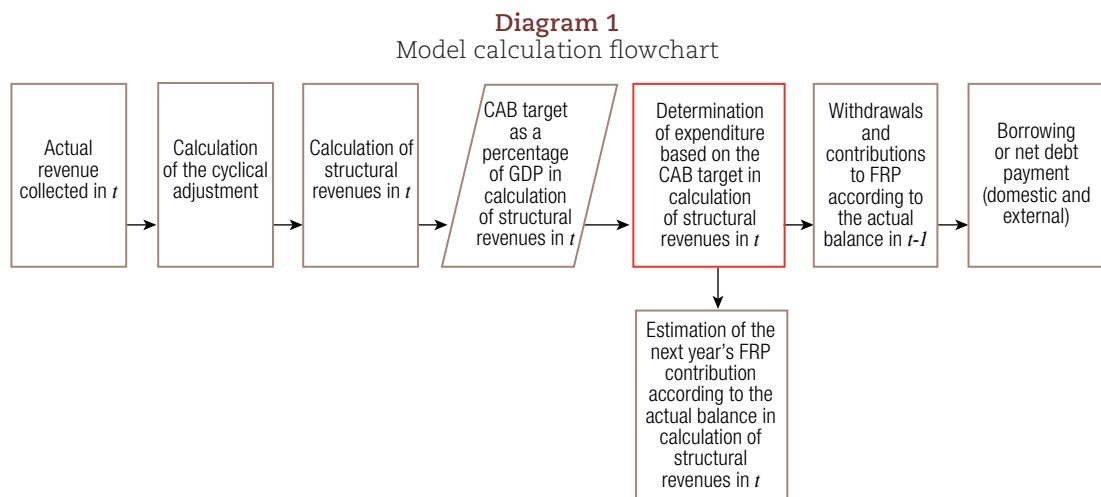 Diagram 1
Model calculation flowchart
Actual
revenue
collected in t
Calculation
of the cyclical
adjustment
Calculation of
structural
revenues in t
CAB target
as a
percentage
of GDP in
calculation
of structural
revenues in t
Determination
of expenditure
based on the
CAB target in
calculation
of structural
revenues in t
Withdrawals
and
contributions
to FRP
according to
the actual
balance in t-1
Borrowing
or net debt
payment
(domestic and
external)
Estimation of the
next year's FRP
contribution
according to the
actual balance in
calculation of
structural
revenues in t